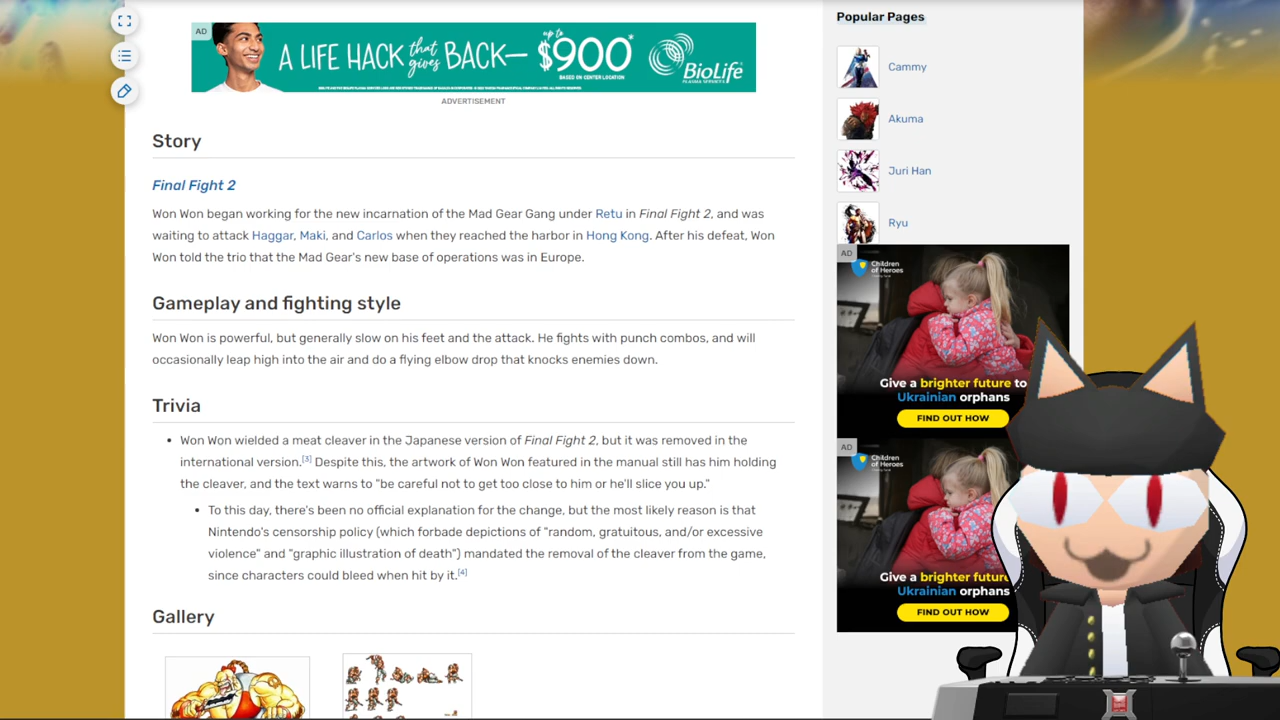 AD
A LIFE HACK that gives BACK— up to $900*
BASED ON CENTER LOCATION
BioLife
PLASMA SERVICES
ADVERTISEMENT
Story
Final Fight 2
Won Won began working for the new incarnation of the Mad Gear Gang under Retu in Final Fight 2, and was
waiting to attack Haggar, Maki, and Carlos when they reached the harbor in Hong Kong. After his defeat, Won
Won told the trio that the Mad Gear's new base of operations was in Europe.
Gameplay and fighting style
Won Won is powerful, but generally slow on his feet and the attack. He fights with punch combos, and will
occasionally leap high into the air and do a flying elbow drop that knocks enemies down.
Trivia
• Won Won wielded a meat cleaver in the Japanese version of Final Fight 2, but it was removed in the
international version.[3] Despite this, the artwork of Won Won featured in the manual still has him holding
the cleaver, and the text warns to "be careful not to get too close to him or he'll slice you up."
• To this day, there's been no official explanation for the change, but the most likely reason is that
Nintendo's censorship policy (which forbade depictions of "random, gratuitous, and/or excessive
violence" and "graphic illustration of death") mandated the removal of the cleaver from the game,
since characters could bleed when hit by it.[4]
Gallery
Popular Pages
Cammy
Akuma
Juri Han
Ryu
AD
Children
of Heroes
Give a brighter future to
Ukrainian orphans
FIND OUT HOW
AD
Children
of Heroes
Give a brighter future
Ukrainian orphans
FIND OUT HOW